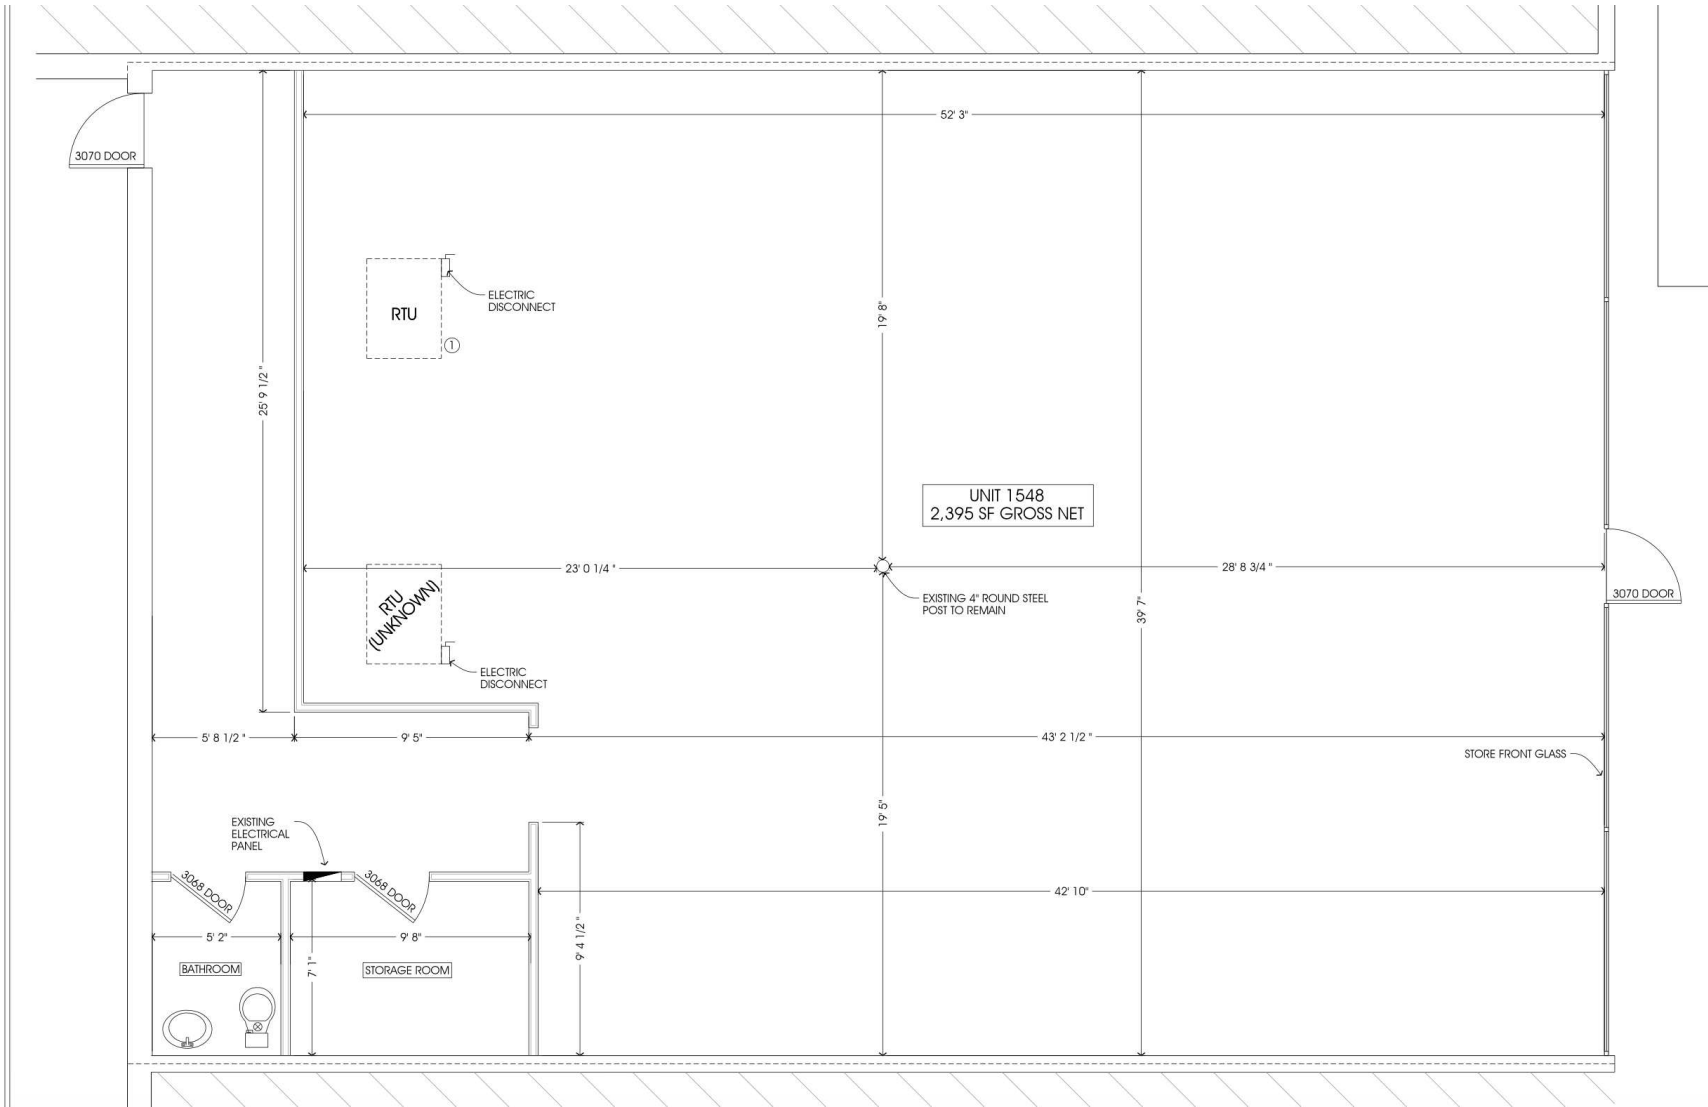 52' 3"
3070 DOOR
ELECTRIC
DISCONNECT
RTU
1
19' 8"
25' 9 1/2 "
UNIT 1548
2,395 SF GROSS NET
23' 0 1/4 "
28' 8 3/4 "
RTU
(UNKNOWN)
EXISTING 4" ROUND STEEL
POST TO REMAIN
39' 7"
3070 DOOR
ELECTRIC
DISCONNECT
5' 8 1/2 "
9' 5"
43' 2 1/2 "
STORE FRONT GLASS
19' 5"
EXISTING
ELECTRICAL
PANEL
3068 DOOR
3068 DOOR
42' 10"
5' 2"
9' 8"
9' 4 1/2 "
7' 1"
BATHROOM
STORAGE ROOM